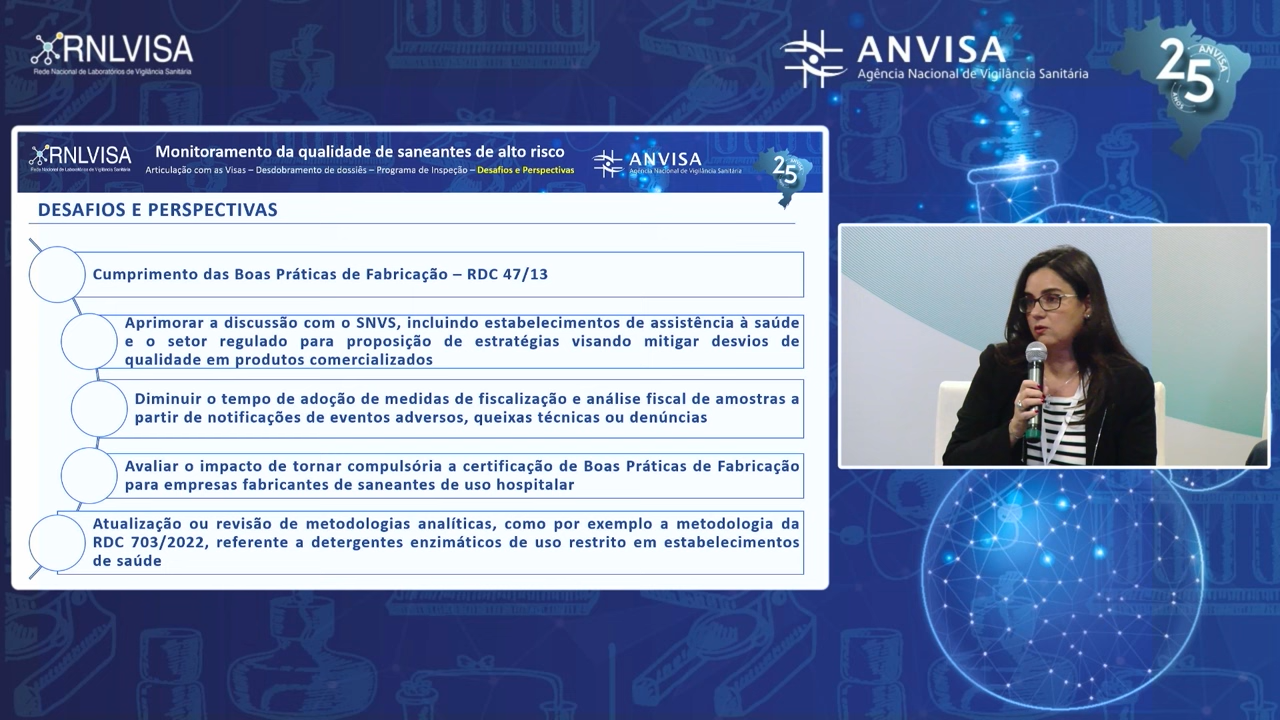 RNLVISA
Rede Nacional de Laboratórios de Vigilância Sanitária
ANVISA
Agência Nacional de Vigilância Sanitária
25
ANVISA
ANOS
RNLVISA
Rede Nacional de Laboratórios de Vigilância Sanitária
Monitoramento da qualidade de saneantes de alto risco
Articulação com as Visas – Desdobramento de dossiês – Programa de Inspeção – Desafios e Perspectivas
ANVISA
Agência Nacional de Vigilância Sanitária
25
DESAFIOS E PERSPECTIVAS
Cumprimento das Boas Práticas de Fabricação – RDC 47/13
Aprimorar a discussão com o SNVS, incluindo estabelecimentos de assistência à saúde
e o setor regulado para proposição de estratégias visando mitigar desvios de
qualidade em produtos comercializados
Diminuir o tempo de adoção de medidas de fiscalização e análise fiscal de amostras a
partir de notificações de eventos adversos, queixas técnicas ou denúncias
Avaliar o impacto de tornar compulsória a certificação de Boas Práticas de Fabricação
para empresas fabricantes de saneantes de uso hospitalar
Atualização ou revisão de metodologias analíticas, como por exemplo a metodologia da
RDC 703/2022, referente a detergentes enzimáticos de uso restrito em estabelecimentos
de saúde